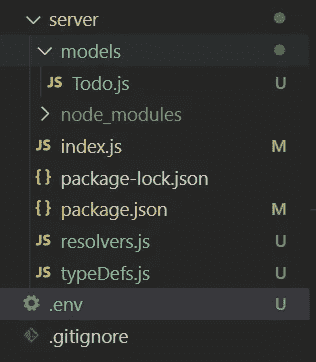 server
models
JS Todo.js U
node_modules
JS index.js M
{} package-lock.json
{} package.json M
JS resolvers.js U
JS typeDefs.js U
.env U
.gitignore